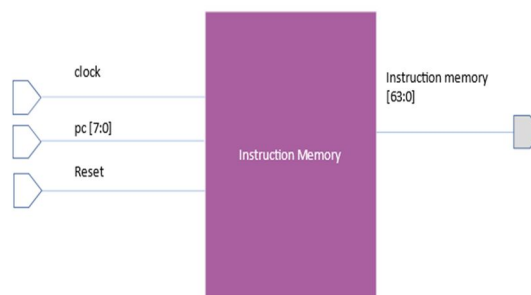 clock
pc [7:0]
Reset
Instruction Memory
Instruction memory
[63:0]